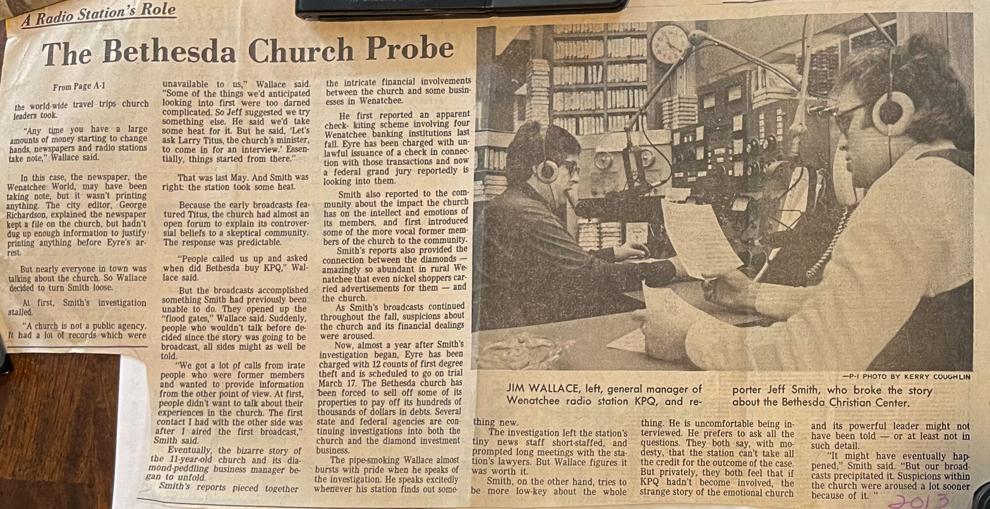 A Radio Station's Role
The Bethesda Church Probe
From Page A-1
the world-wide travel trips church
leaders took.
"Any time you have a large
amounts of money starting to change
hands, newspapers and radio stations
take note," Wallace said.
In this case, the newspaper, the
Wenatchee World, may have been
taking note, but it wasn't printing
anything. The city editor, George
Richardson, explained the newspaper
kept a file on the church, but hadn't
dug up enough information to justify
printing anything before Eyre's ar-
rest.
But nearly everyone in town was
talking about the church. So Wallace
decided to turn Smith loose.
At first, Smith's investigation
stalled.
"A church is not a public agency.
It had a lot of records which were
unavailable to us," Wallace said.
"Some of the things we'd anticipated
looking into first were too darned
complicated. So Jeff suggested we try
something else. He said we'd take
some heat for it. But he said, 'Let's
ask Larry Titus, the church's minister,
to come in for an interview.' Essen-
tially, things started from there."
That was last May. And Smith was
right: the station took some heat.
Because the early broadcasts fea-
tured Titus, the church had almost an
open forum to explain its controver-
sial beliefs to a skeptical community.
The response was predictable.
"People called us up and asked
when did Bethesda buy KPQ," Wal-
lace said.
But the broadcasts accomplished
something Smith had previously been
unable to do. They opened up the
"flood gates," Wallace said. Suddenly,
people who wouldn't talk before de-
cided since the story was going to be
broadcast, all sides might as well be
told.
"We got a lot of calls from irate
people who were former members
and wanted to provide information
from the other point of view. At first,
people didn't want to talk about their
experiences in the church. The first
contact I had with the other side was
after I aired the first broadcast,"
Smith said.
Eventually, the bizarre story of
the 11-year-old church and its dia-
mond-peddling business manager be-
gan to unfold.
Smith's reports pieced together
the intricate financial involvements
between the church and some busin-
esses in Wenatchee.
He first reported an apparent
check- kiting scheme involving four
Wenatchee banking institutions last
fall. Eyre has been charged with un-
lawful issuance of a check in connec-
tion with those transactions and now
a federal grand jury reportedly is
looking into them.
Smith also reported to the com-
munity about the impact the church
has on the intellect and emotions of
its members, and first introduced
some of the more vocal former mem-
bers of the church to the community.
Smith's reports also provided the
connection between the diamonds —
amazingly so abundant in rural We-
natchee that even nickel shoppers car-
ried advertisements for them — and
the church.
As Smith's broadcasts continued
throughout the fall, suspicions about
the church and its financial dealings
were aroused.
Now, almost a year after Smith's
investigation began, Eyre has been
charged with 12 counts of first degree
theft and is scheduled to go on trial
March 17. The Bethesda church has
been forced to sell off some of its
properties to pay off its hundreds of
thousands of dollars in debts. Several
state and federal agencies are con-
tinuing investigations into both the
church and the diamond investment
business.
The pipe-smoking Wallace almost
bursts with pride when he speaks of
the investigation. He speaks excitedly
whenever his station finds out some-
—P-I PHOTO BY KERRY COUGHLIN
JIM WALLACE, left, general manager of
Wenatchee radio station KPQ, and re-
porter Jeff Smith, who broke the story
about the Bethesda Christian Center.
thing new.
The investigation left the station's
tiny news staff short-staffed, and
prompted long meetings with the sta-
tion's lawyers. But Wallace figures it
was worth it.
Smith, on the other hand, tries to
be more low-key about the whole
thing. He is uncomfortable being in-
terviewed. He prefers to ask all the
questions. They both say, with mo-
desty, that the station can't take all
the credit for the outcome of the case.
But privately, they both feel that if
KPQ hadn't become involved, the
strange story of the emotional church
and its powerful leader might not
have been told — or at least not in
such detail.
"It might have eventually hap-
pened," Smith said. "But our broad-
casts precipitated it. Suspicions within
the church were aroused a lot sooner
because of it."
2013